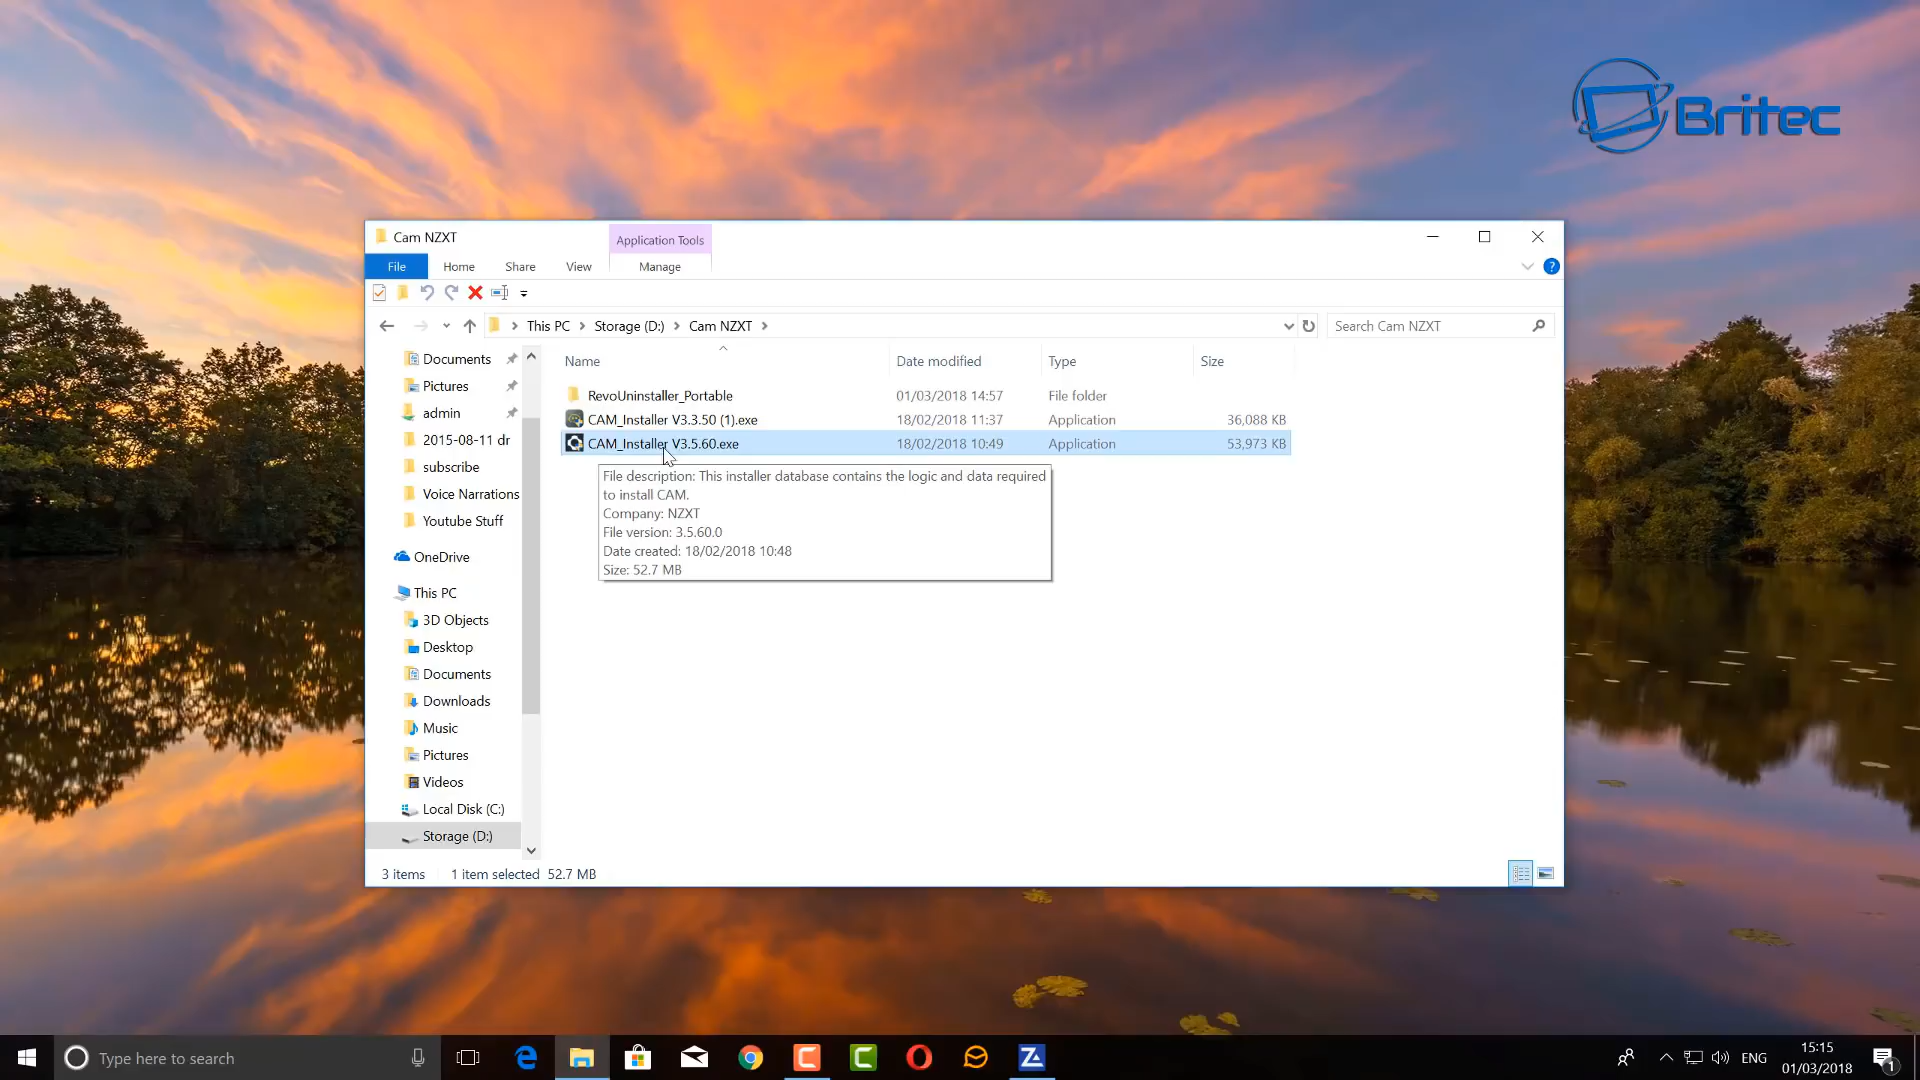 Britec
Cam NZXT
Application Tools
File
Home
Share
View
Manage
This PC
Storage (D:)
Cam NZXT
Search Cam NZXT
Name
Date modified
Type
Size
RevoUninstaller_Portable
01/03/2018 14:57
File folder
CAM_Installer V3.3.50 (1).exe
18/02/2018 11:37
Application
36,088 KB
CAM_Installer V3.5.60.exe
18/02/2018 10:49
Application
53,973 KB
File description: This installer database contains the logic and data required
to install CAM.
Company: NZXT
File version: 3.5.60.0
Date created: 18/02/2018 10:48
Size: 52.7 MB
Documents
Pictures
admin
2015-08-11 dr
subscribe
Voice Narrations
Youtube Stuff
OneDrive
This PC
3D Objects
Desktop
Documents
Downloads
Music
Pictures
Videos
Local Disk (C:)
Storage (D:)
3 items
1 item selected 52.7 MB
Type here to search
ENG
15:15
01/03/2018
1